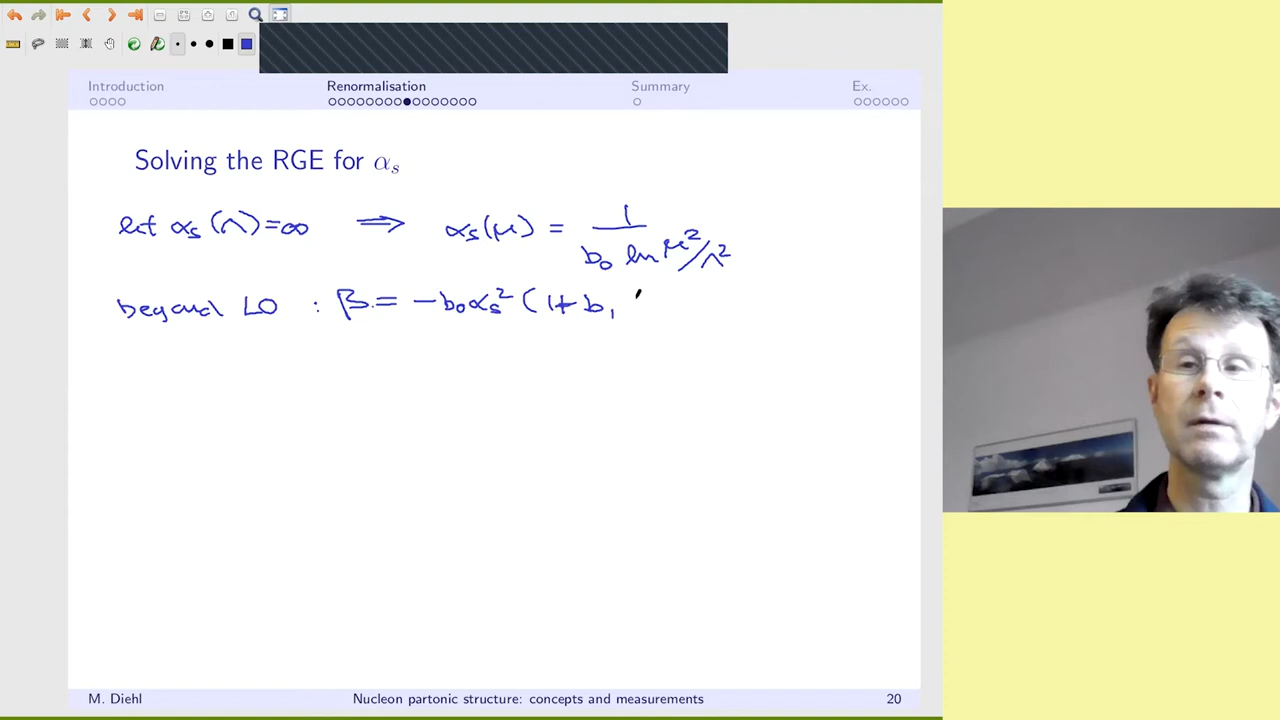 Introduction Renormalisation Summary Ex.
Solving the RGE for αₛ
let αₛ(Λ)=∞ ⟹ αₛ(μ) = 1 / b₀ ln μ²/Λ²
beyond LO : β = -b₀αₛ² (1+ b₁
M. Diehl Nucleon partonic structure: concepts and measurements 20